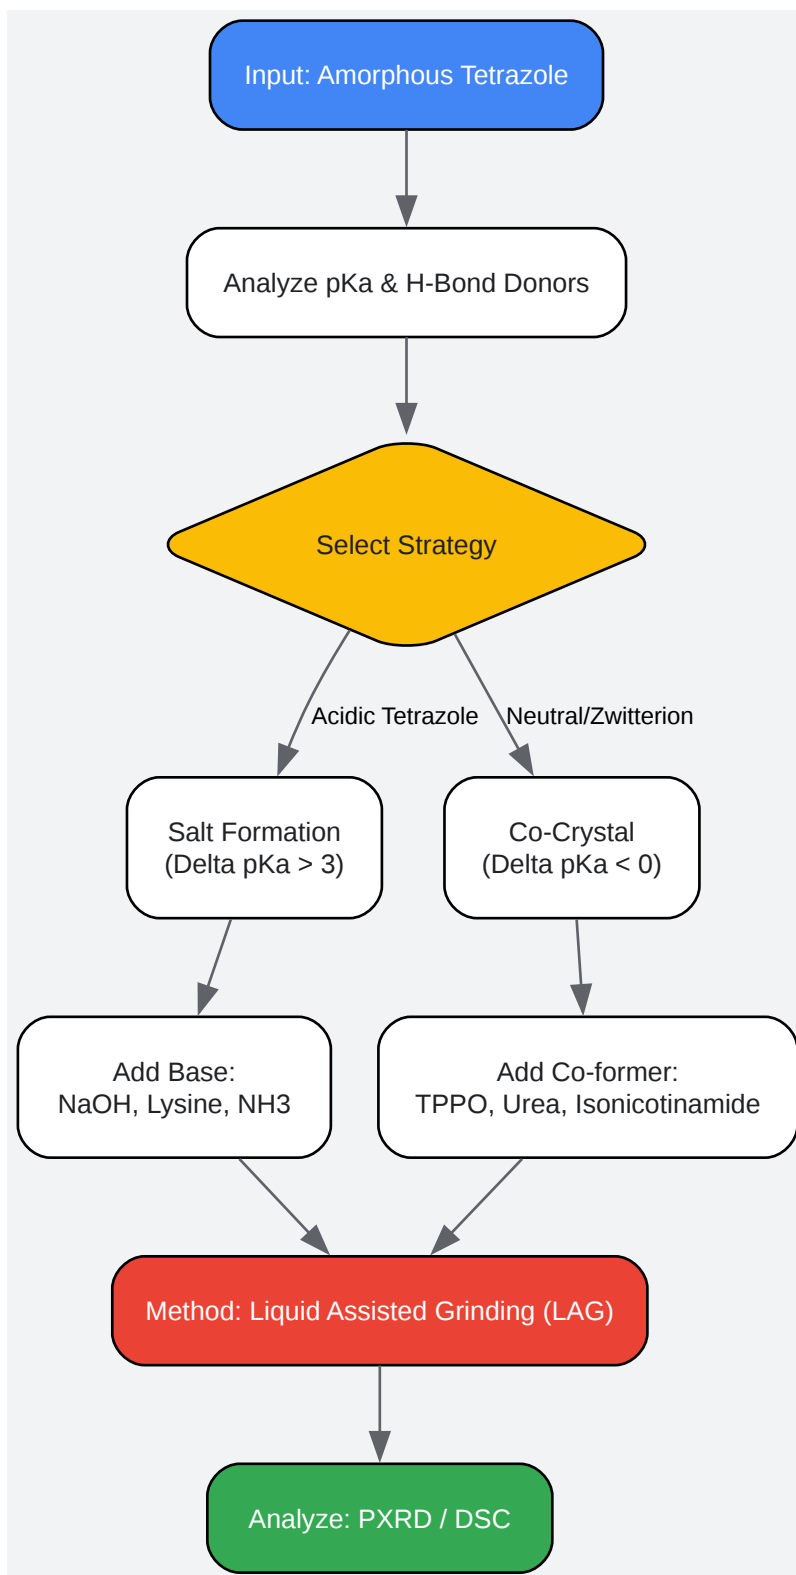 Input: Amorphous Tetrazole
Analyze pKa & H-Bond Donors
Select Strategy
Acidic Tetrazole
Neutral/Zwitterion
Salt Formation
(Delta pKa > 3)
Co-Crystal
(Delta pKa < 0)
Add Base:
NaOH, Lysine, NH3
Add Co-former:
TPPO, Urea, Isonicotinamide
Method: Liquid Assisted Grinding (LAG)
Analyze: PXRD / DSC